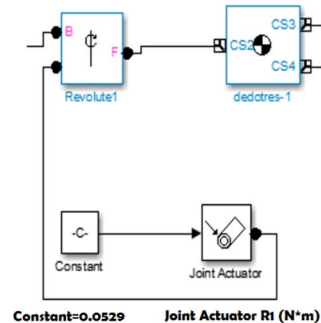 CS3
B
F
CS2
CS4
Revolute1
dedotres-1
-C-
Constant
Joint Actuator
Constant=0.0529 Joint Actuator R1 (N*m)